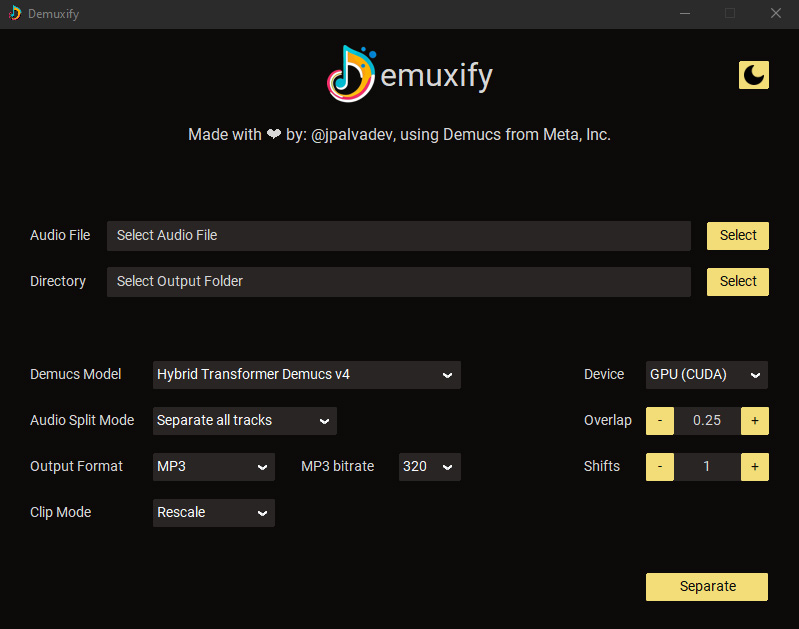 Demuxify
emuxify
Made with ❤ by: @jpalvadev, using Demucs from Meta, Inc.
Audio File Select Audio File Select
Directory Select Output Folder Select
Demucs Model Hybrid Transformer Demucs v4 Device GPU (CUDA)
Audio Split Mode Separate all tracks Overlap - 0.25 +
Output Format MP3 MP3 bitrate 320 Shifts - 1 +
Clip Mode Rescale
Separate